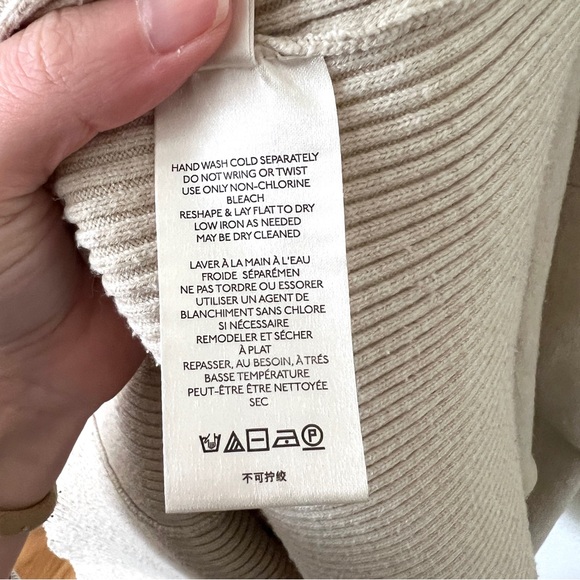 HAND WASH COLD SEPARATELY
DO NOT WRING OR TWIST
USE ONLY NON-CHLORINE
BLEACH
RESHAPE & LAY FLAT TO DRY
LOW IRON AS NEEDED
MAY BE DRY CLEANED
LAVER À LA MAIN À L'EAU
FROIDE SÉPARÉMEN
NE PAS TORDRE OU ESSORER
UTILISER UN AGENT DE
BLANCHIMENT SANS CHLORE
SI NÉCESSAIRE
REMODELER ET SÉCHER
À PLAT
REPASSER, AU BESOIN, À TRÉS
BASSE TEMPÉRATURE
PEUT-ÊTRE ÊTRE NETTOYÉE
SEC
P
不可拧绞